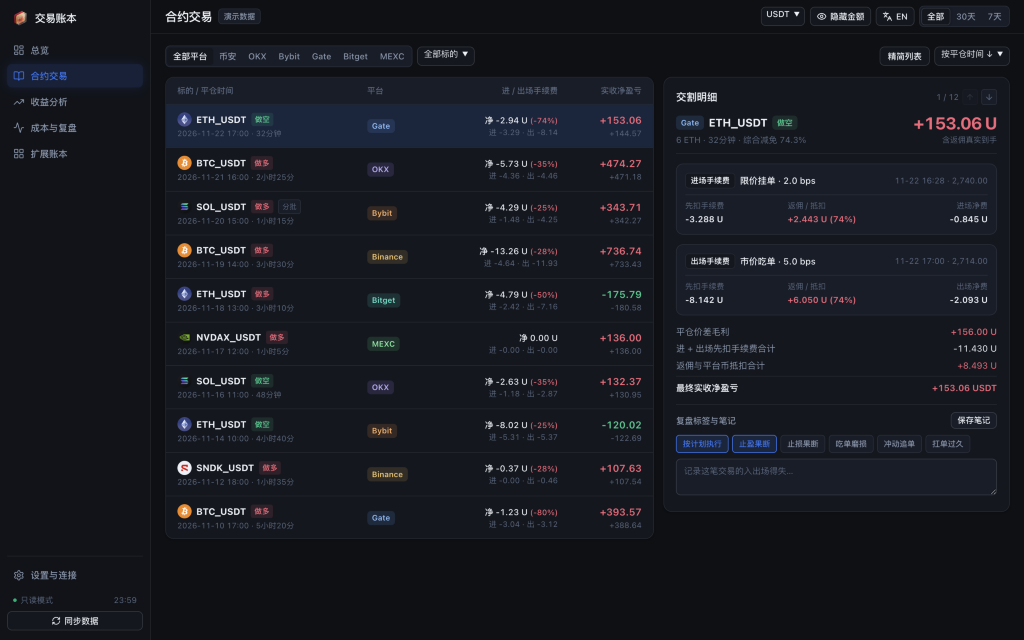 交易账本
总览
合约交易
收益分析
成本与复盘
扩展账本
设置与连接
只读模式 23:59
同步数据
合约交易 演示数据
USDT ▼ 隐藏金额 EN 全部 30天 7天
全部平台 币安 OKX Bybit Gate Bitget MEXC 全部标的 ▼
精简列表 按平仓时间 ↓ ▼
标的 / 平仓时间 平台 进 / 出场手续费 实收净盈亏
ETH_USDT 做空 Gate 净 -2.94 U (-74%) +153.06
2026-11-22 17:00 · 32分钟 进 -3.29 · 出 -8.14 +144.57
BTC_USDT 做多 OKX 净 -5.73 U (-35%) +474.27
2026-11-21 16:00 · 2小时25分 进 -4.36 · 出 -4.46 +471.18
SOL_USDT 做多 分批 Bybit 净 -4.29 U (-25%) +343.71
2026-11-20 15:00 · 1小时15分 进 -1.48 · 出 -4.25 +342.27
BTC_USDT 做多 Binance 净 -13.26 U (-28%) +736.74
2026-11-19 14:00 · 3小时30分 进 -4.64 · 出 -11.93 +733.43
ETH_USDT 做多 Bitget 净 -4.79 U (-50%) -175.79
2026-11-18 13:00 · 3小时10分 进 -2.42 · 出 -7.16 -180.58
NVDAX_USDT 做多 MEXC 净 0.00 U +136.00
2026-11-17 12:00 · 1小时5分 进 -0.00 · 出 -0.00 +136.00
SOL_USDT 做空 OKX 净 -2.63 U (-35%) +132.37
2026-11-16 11:00 · 48分钟 进 -1.18 · 出 -2.87 +130.95
ETH_USDT 做空 Bybit 净 -8.02 U (-25%) -120.02
2026-11-14 10:00 · 4小时40分 进 -5.31 · 出 -5.37 -122.69
SNDK_USDT 做多 Binance 净 -0.37 U (-28%) +107.63
2026-11-12 18:00 · 1小时35分 进 -0.00 · 出 -0.46 +107.54
BTC_USDT 做多 Gate 净 -1.23 U (-80%) +393.57
2026-11-10 17:00 · 5小时20分 进 -3.04 · 出 -3.12 +388.64
交割明细 1 / 12 ↑ ↓
Gate ETH_USDT 做空 +153.06 U
6 ETH · 32分钟 · 综合减免 74.3% 含返佣真实到手
进场手续费 限价挂单 · 2.0 bps 11-22 16:28 · 2,740.00
先扣手续费 返佣 / 抵扣 进场净费
-3.288 U +2.443 U (74%) -0.845 U
出场手续费 市价吃单 · 5.0 bps 11-22 17:00 · 2,714.00
先扣手续费 返佣 / 抵扣 出场净费
-8.142 U +6.050 U (74%) -2.093 U
平仓价差毛利 +156.00 U
进 + 出场先扣手续费合计 -11.430 U
返佣与平台币抵扣合计 +8.493 U
最终实收净盈亏 +153.06 USDT
复盘标签与笔记 保存笔记
按计划执行 止盈果断 止损果断 吃单磨损 冲动追单 扛单过久
记录这笔交易的入出场得失...